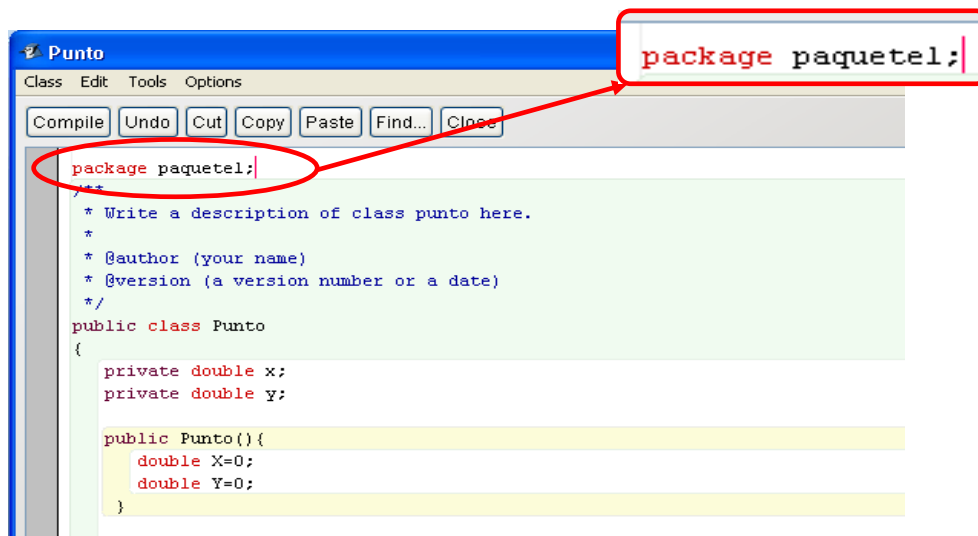 Punto
package paquete1;
Class Edit Tools Options
Compile Undo Cut Copy Paste Find... Close
package paquete1;
/**
* Write a description of class punto here.
*
* @author (your name)
* @version (a version number or a date)
*/
public class Punto
{
private double x;
private double y;
public Punto(){
double X=0;
double Y=0;
}